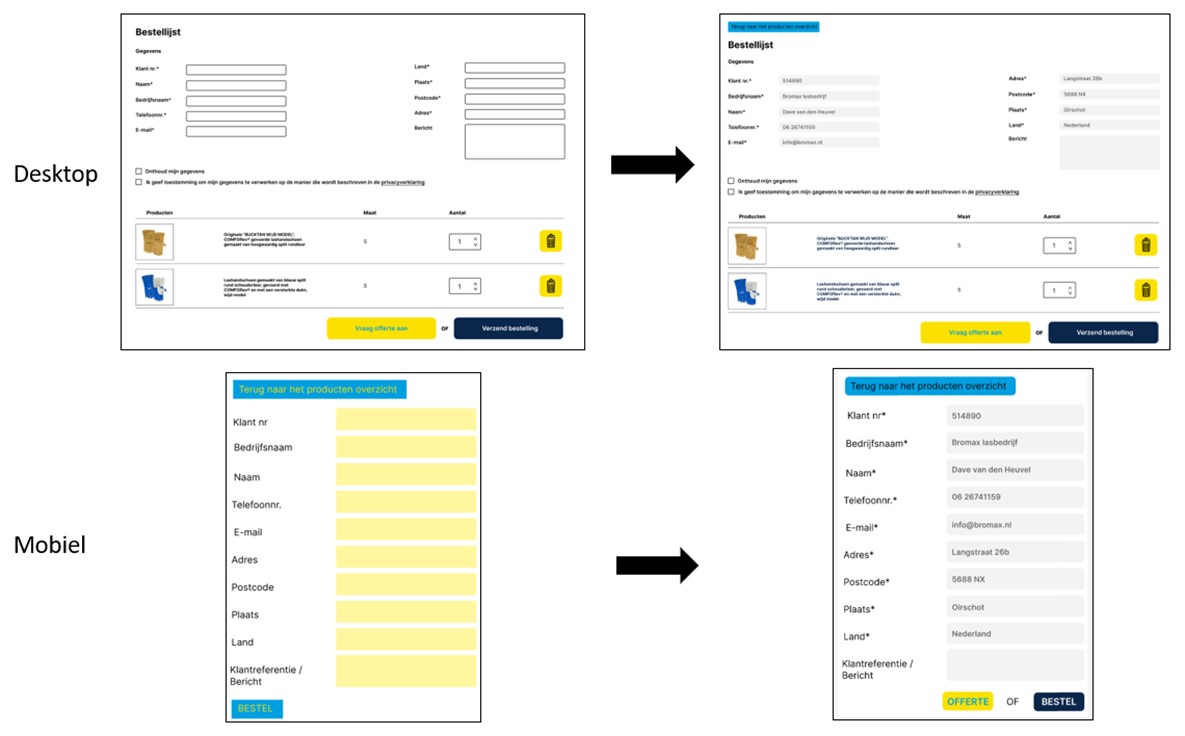 Desktop
Bestellijst
Gegevens
Klant nr.*
Naam*
Bedrijfsnaam*
Telefoonnr.*
E-mail*
Land*
Plaats*
Postcode*
Adres*
Bericht
Onthoud mijn gegevens
Ik geef toestemming om mijn gegevens te verwerken op de manier die wordt beschreven in de privacyverklaring
Producten Maat Aantal
Originele "BUCKTAN WIJD MODEL",
COMFOflex® gevoerde lashandschoen
gemaakt van hoogwaardig split rundleer
S 1
Lashandschoen gemaakt van blauw split
rund schouderleer, gevoerd met
COMFOflex® en met een versterkte duim,
wijd model
S 1
Vraag offerte aan OF Verzend bestelling
Terug naar het producten overzicht
Bestellijst
Gegevens
Klant nr.* 514890
Bedrijfsnaam* Bromax lasbedrijf
Naam* Dave van den Heuvel
Telefoonnr.* 06 26741159
E-mail* info@bromax.nl
Adres* Langstraat 26b
Postcode* 5688 NX
Plaats* Oirschot
Land* Nederland
Bericht
Onthoud mijn gegevens
Ik geef toestemming om mijn gegevens te verwerken op de manier die wordt beschreven in de privacyverklaring
Producten Maat Aantal
Originele "BUCKTAN WIJD MODEL",
COMFOflex® gevoerde lashandschoen
gemaakt van hoogwaardig split rundleer
S 1
Lashandschoen gemaakt van blauw split
rund schouderleer, gevoerd met
COMFOflex® en met een versterkte duim,
wijd model
S 1
Vraag offerte aan OF Verzend bestelling
Mobiel
Terug naar het producten overzicht
Klant nr
Bedrijfsnaam
Naam
Telefoonnr.
E-mail
Adres
Postcode
Plaats
Land
Klantreferentie /
Bericht
BESTEL
Terug naar het producten overzicht
Klant nr* 514890
Bedrijfsnaam* Bromax lasbedrijf
Naam* Dave van den Heuvel
Telefoonnr.* 06 26741159
E-mail* info@bromax.nl
Adres* Langstraat 26b
Postcode* 5688 NX
Plaats* Oirschot
Land* Nederland
Klantreferentie /
Bericht
OFFERTE OF BESTEL